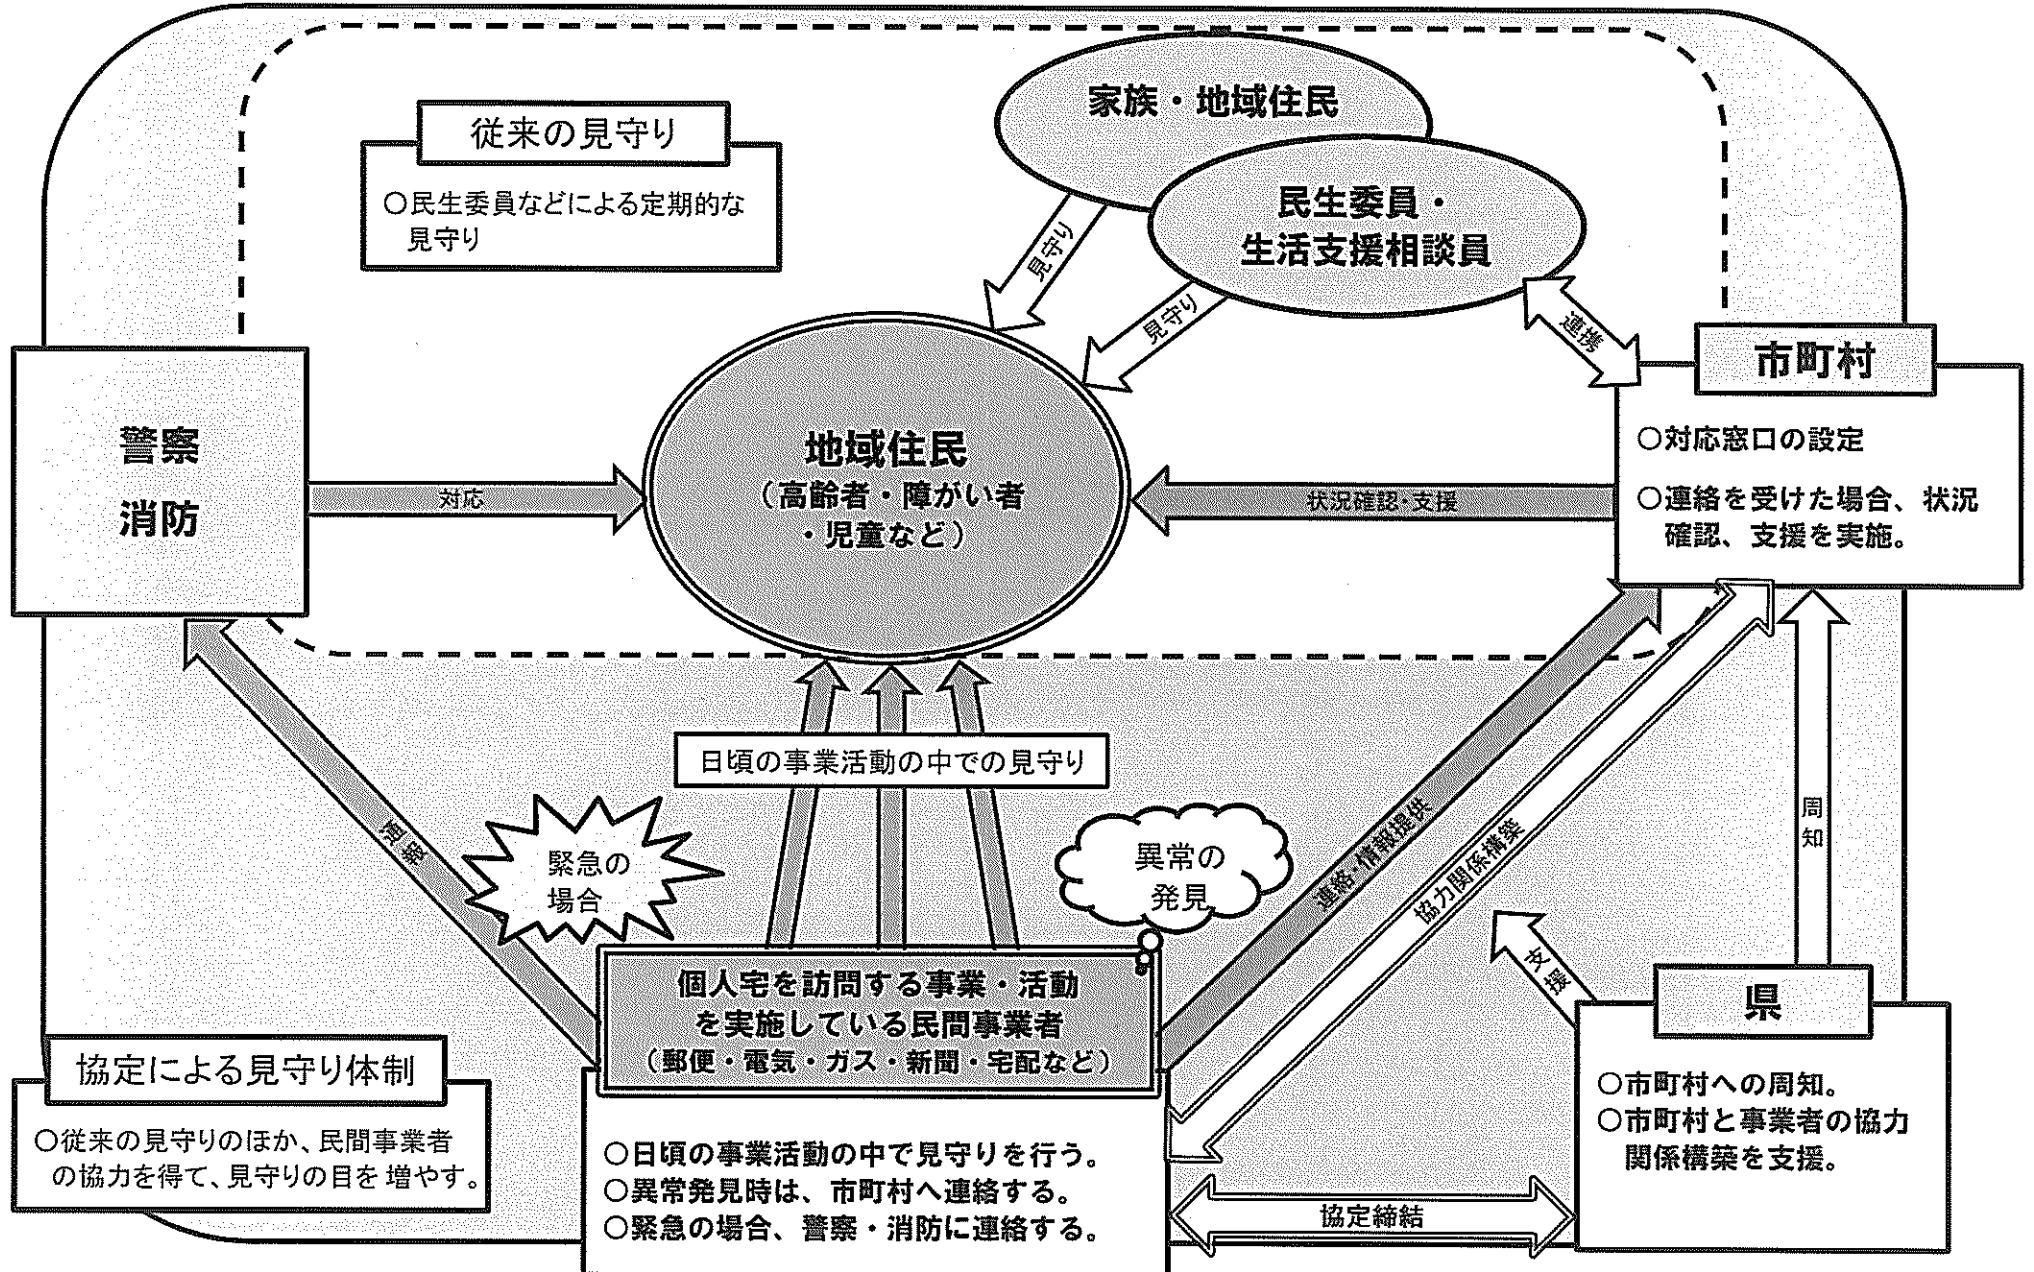 家族・地域住民
従来の見守り
○民生委員などによる定期的な
見守り
民生委員・
生活支援相談員
見守り
見守り
連携
市町村
○対応窓口の設定
○連絡を受けた場合、状況
確認、支援を実施。
警察
消防
対応
地域住民
（高齢者・障がい者
・児童など）
状況確認・支援
日頃の事業活動の中での見守り
通報
緊急の
場合
異常の
発見
連絡・情報提供
協力関係構築
周知
支援
個人宅を訪問する事業・活動
を実施している民間事業者
（郵便・電気・ガス・新聞・宅配など）
県
○市町村への周知。
○市町村と事業者の協力
関係構築を支援。
協定による見守り体制
○従来の見守りのほか、民間事業者
の協力を得て、見守りの目を増やす。
○日頃の事業活動の中で見守りを行う。
○異常発見時は、市町村へ連絡する。
○緊急の場合、警察・消防に連絡する。
協定締結